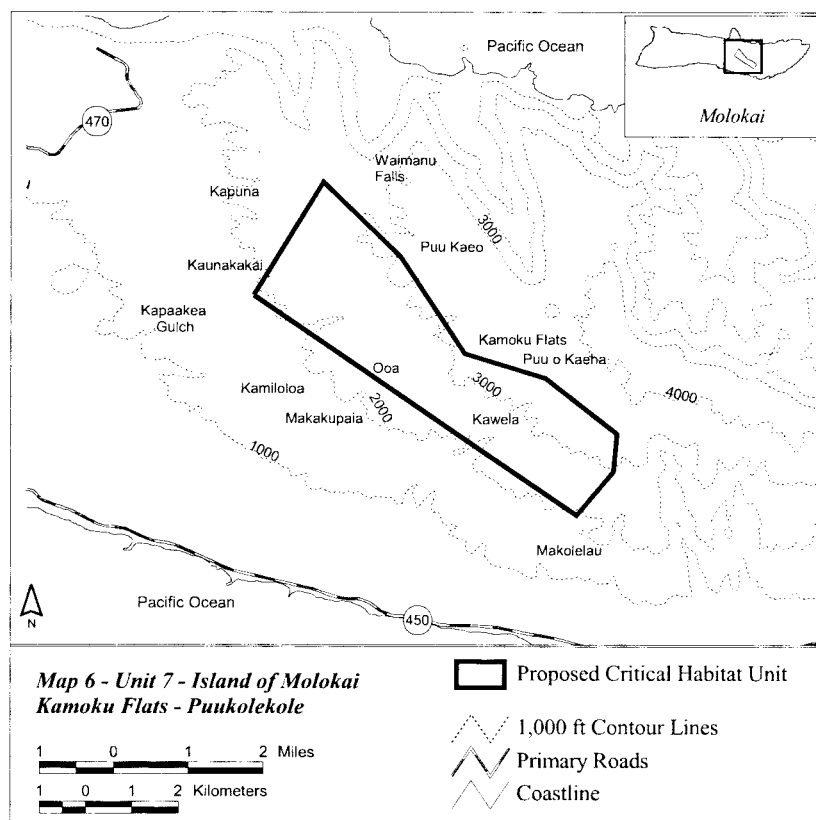 Pacific Ocean
Molokai
470
Waimanu
Falls
Kapuna
3000
Puu Kaeo
Kaunakakai
Kapaakea
Gulch
Kamoku Flats
Puu o Kaeha
Ooa
3000
4000
Kamiloloa
2000
Makakupaia
Kawela
1000
Makolelau
N
Pacific Ocean
450
Map 6 - Unit 7 - Island of Molokai
Kamoku Flats - Puukolekole
1 0 1 2 Miles
1 0 1 2 Kilometers
Proposed Critical Habitat Unit
1,000 ft Contour Lines
Primary Roads
Coastline